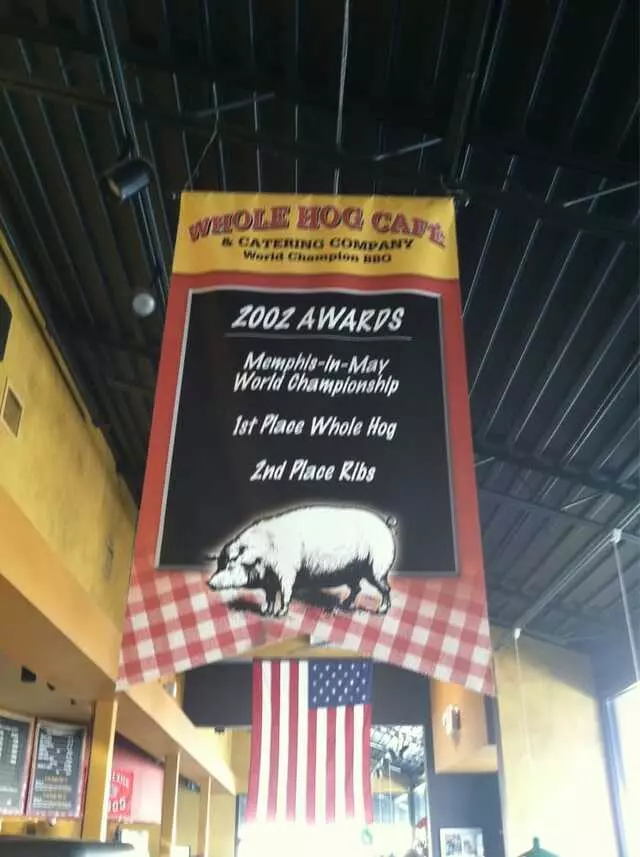 WHOLE HOG CAFÉ
& CATERING COMPANY
World Champion BBQ
2002 AWARDS
Memphis-in-May
World Championship
1st Place Whole Hog
2nd Place Ribs